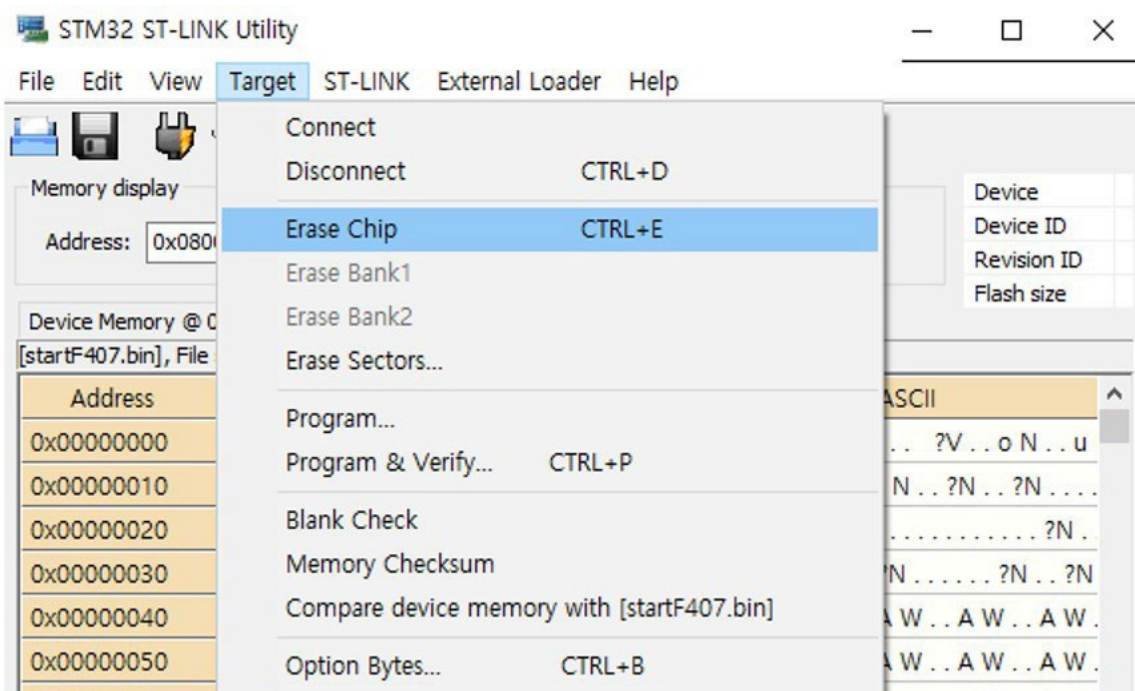 STM32 ST-LINK Utility
File Edit View Target ST-LINK External Loader Help
Connect
Disconnect CTRL+D
Erase Chip CTRL+E
Erase Bank1
Erase Bank2
Erase Sectors...
Program...
Program & Verify... CTRL+P
Blank Check
Memory Checksum
Compare device memory with [startF407.bin]
Option Bytes... CTRL+B
Memory display
Address: 0x080
Device
Device ID
Revision ID
Flash size
Device Memory @ 0
[startF407.bin], File
Address ASCII
0x00000000 . . ?V . . o N . . u
0x00000010 N . . ?N . . ?N . . . .
0x00000020 . . . . . . . . . . . . ?N .
0x00000030 ?N . . . . . . ?N . . ?N
0x00000040 A W . . A W . . A W .
0x00000050 A W . . A W . . A W .